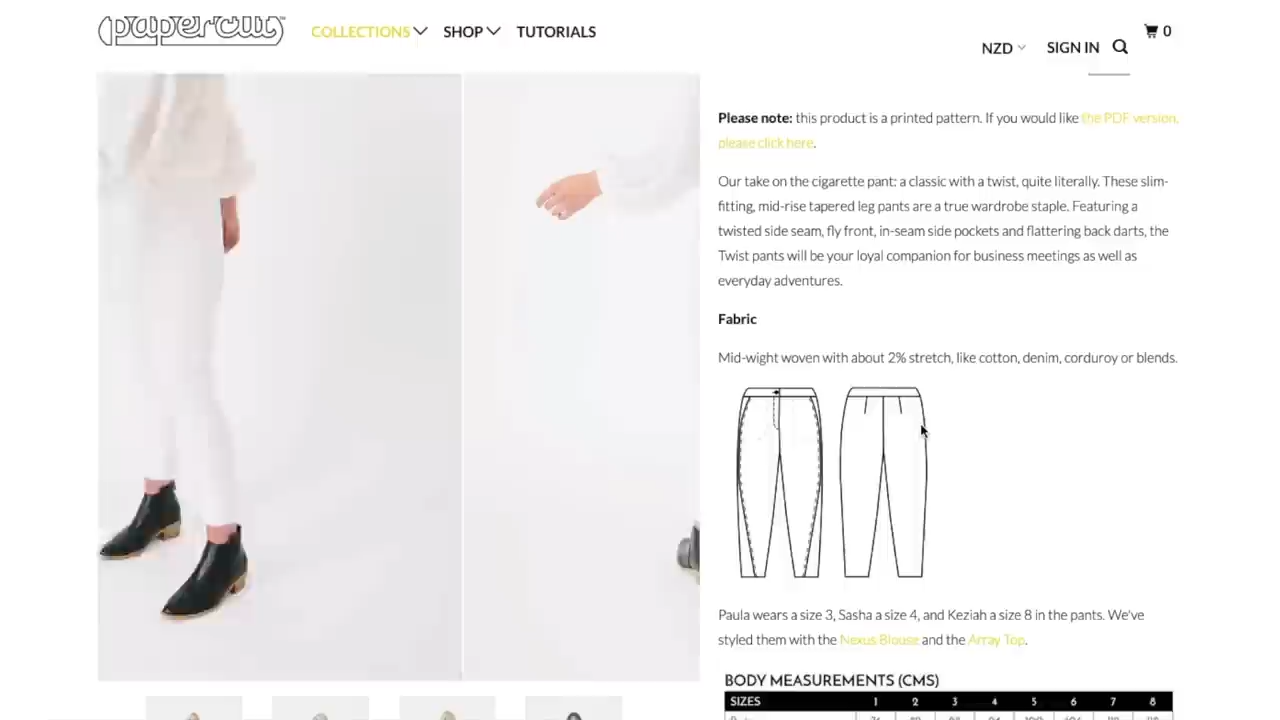 papercut
COLLECTIONS SHOP TUTORIALS
NZD SIGN IN 0
Please note: this product is a printed pattern. If you would like the PDF version,
please click here.
Our take on the cigarette pant: a classic with a twist, quite literally. These slim-
fitting, mid-rise tapered leg pants are a true wardrobe staple. Featuring a
twisted side seam, fly front, in-seam side pockets and flattering back darts, the
Twist pants will be your loyal companion for business meetings as well as
everyday adventures.
Fabric
Mid-wight woven with about 2% stretch, like cotton, denim, corduroy or blends.
Paula wears a size 3, Sasha a size 4, and Keziah a size 8 in the pants. We've
styled them with the Nexus Blouse and the Array Top.
BODY MEASUREMENTS (CMS)
SIZES 1 2 3 4 5 6 7 8